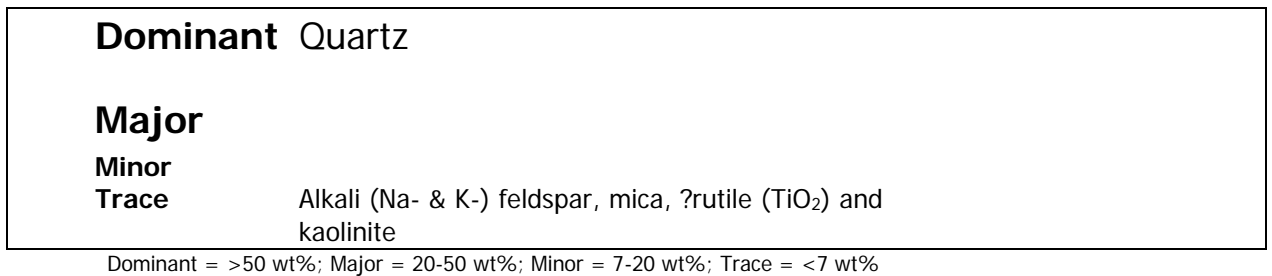 Dominant Quartz
Major
Minor
Trace Alkali (Na- & K-) feldspar, mica, ?rutile (TiO₂) and
kaolinite
Dominant = >50 wt%; Major = 20-50 wt%; Minor = 7-20 wt%; Trace = <7 wt%